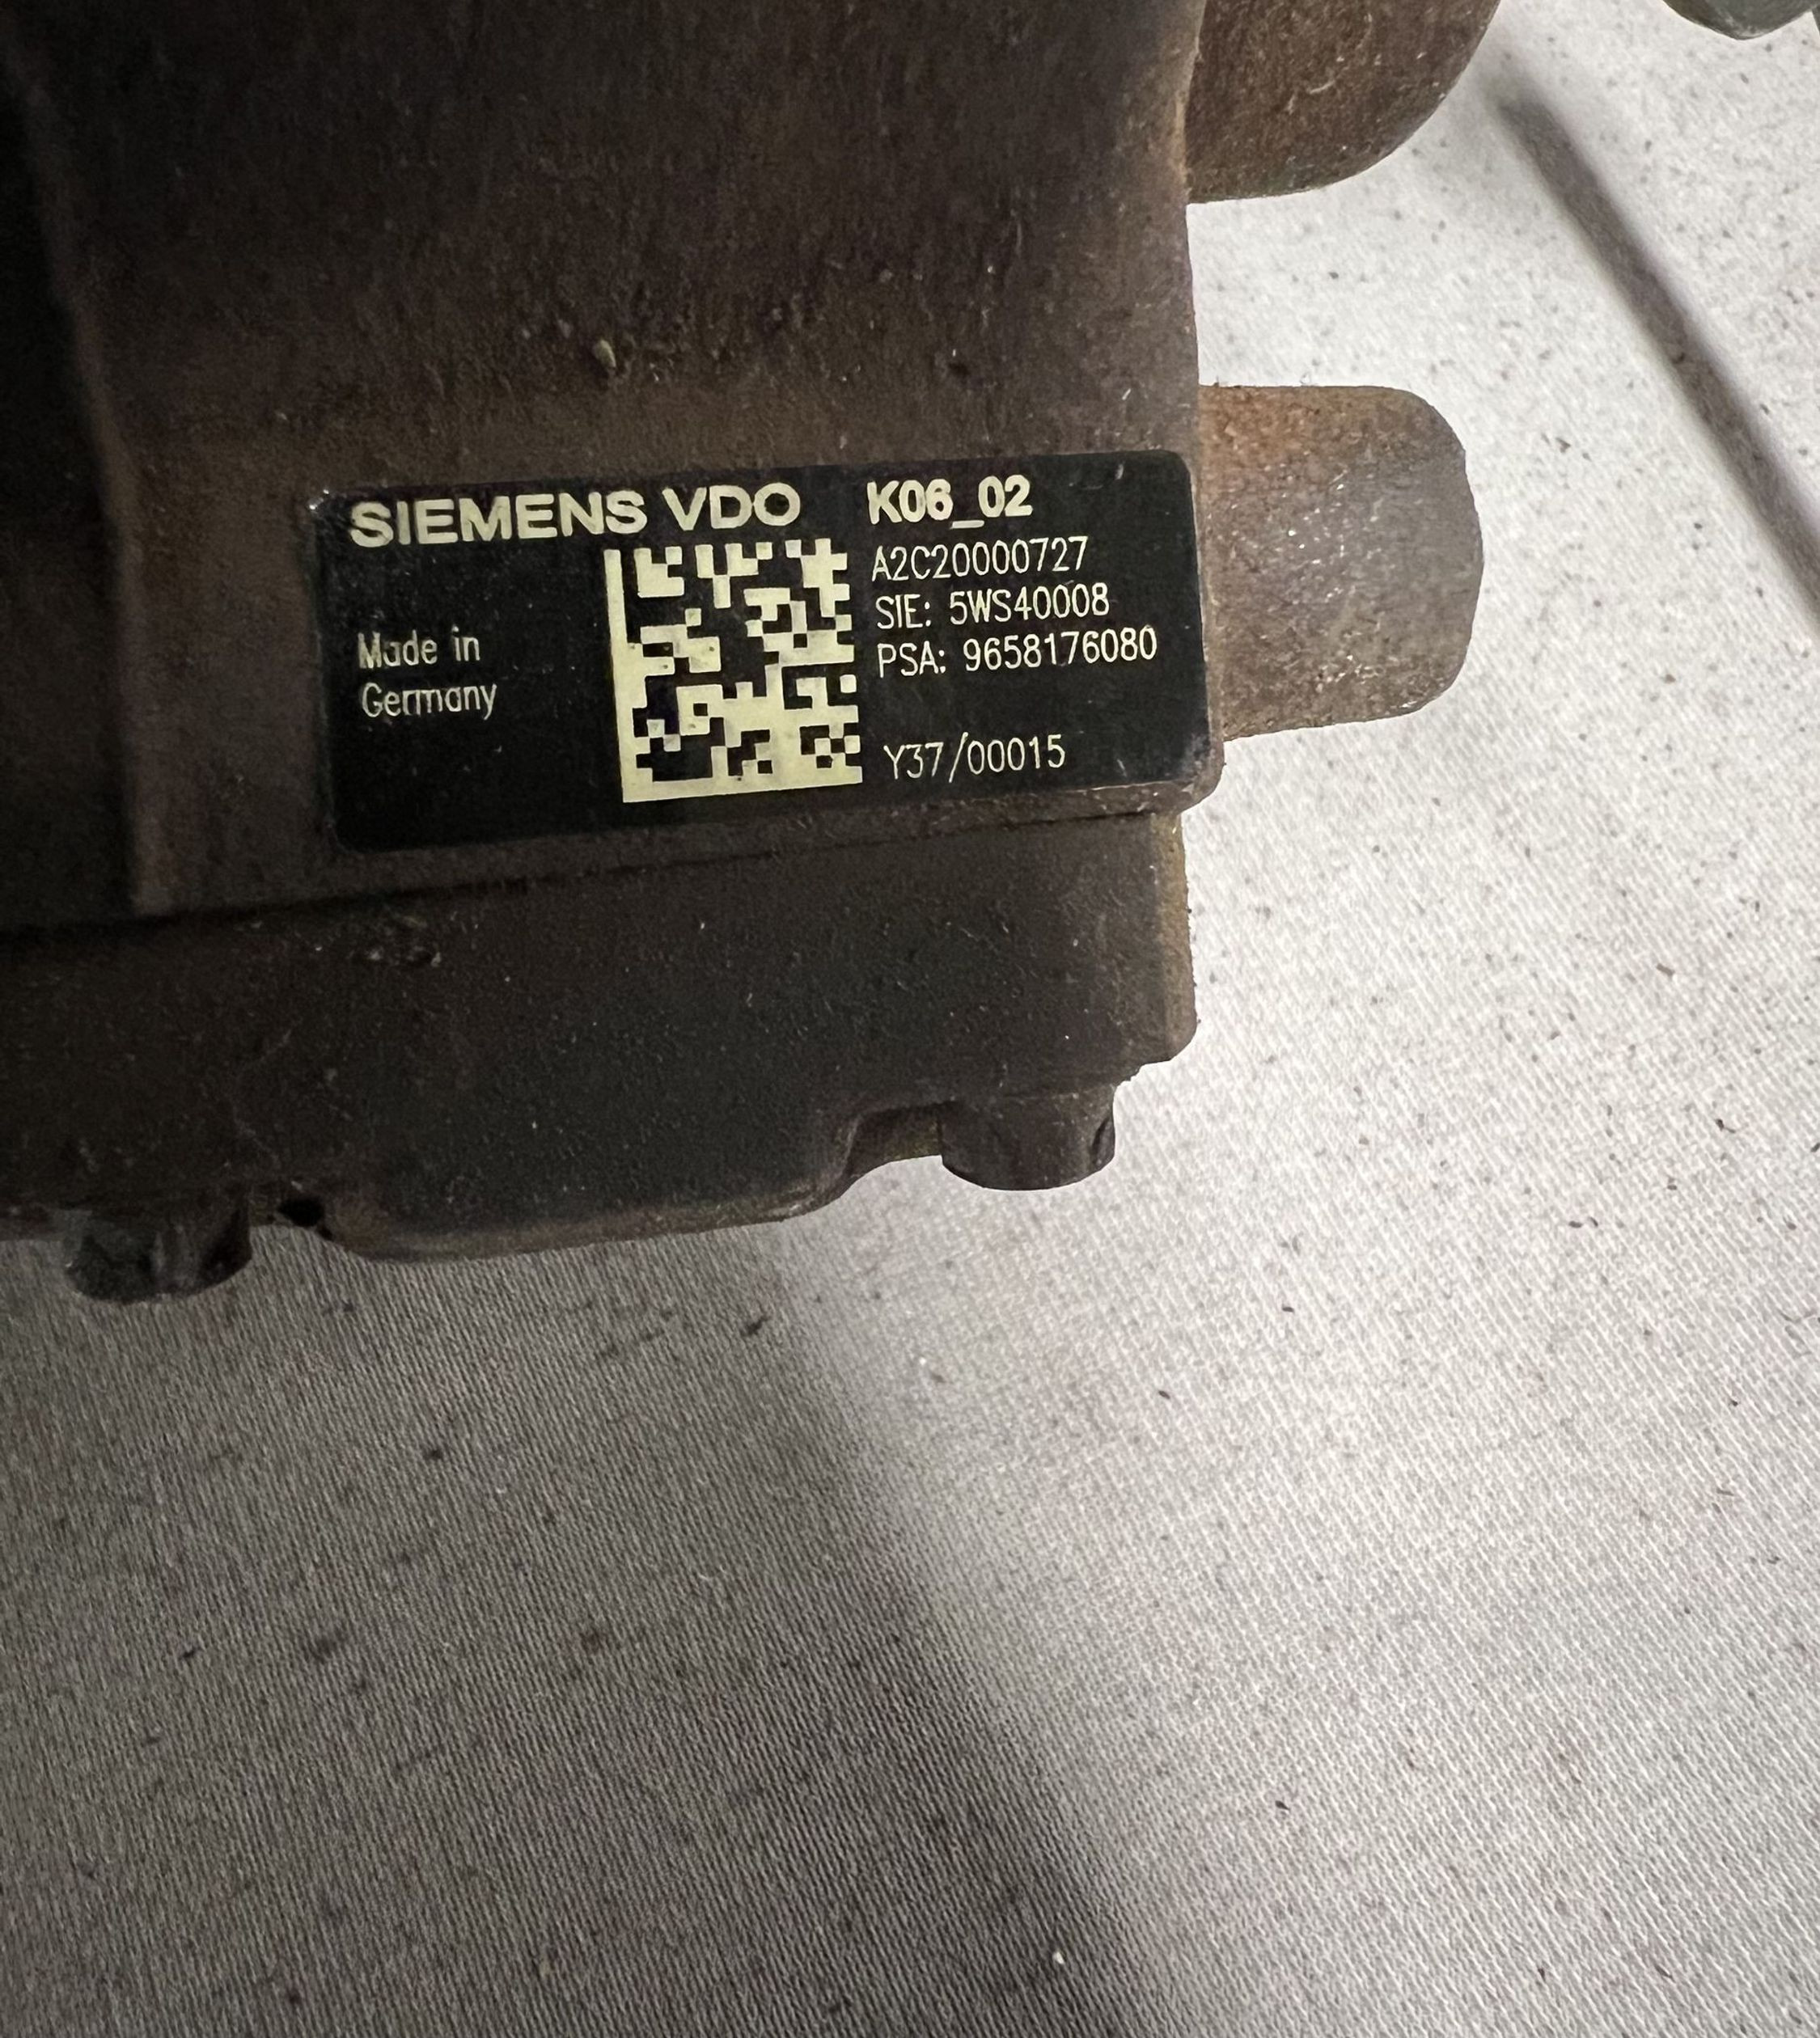 SIEMENS VDO K06_02
A2C20000727
SIE: 5WS40008
PSA: 9658176080
Made in
Germany
Y37/00015